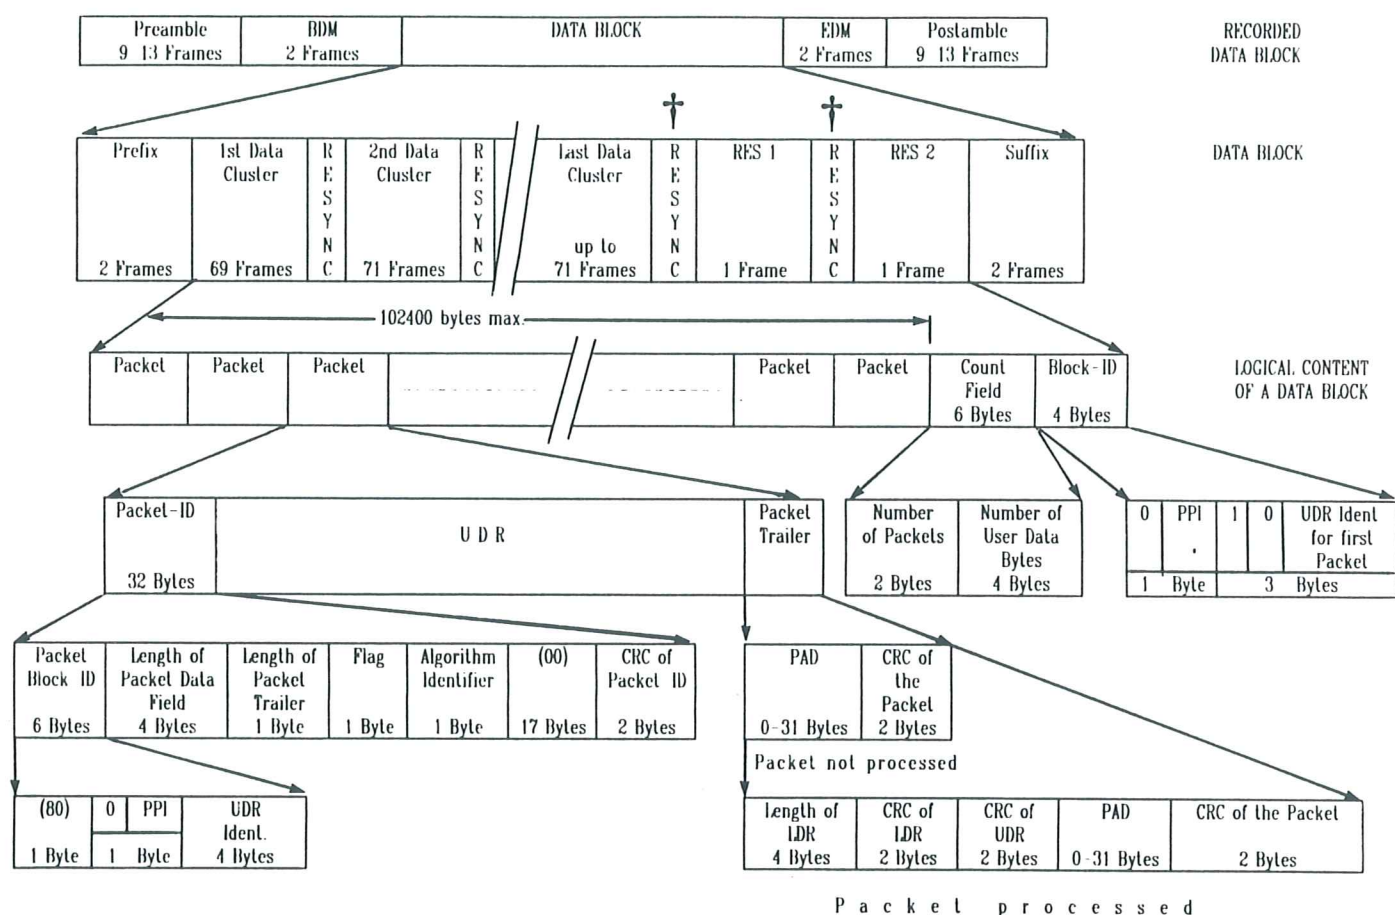 Preamble
9 13 Frames
BDM
2 Frames
DATA BLOCK
EDM
2 Frames
Postamble
9 13 Frames
RECORDED
DATA BLOCK
†
†
Prefix
2 Frames
1st Data
Cluster
69 Frames
RESYNC
2nd Data
Cluster
71 Frames
RESYNC
Last Data
Cluster
up to
71 Frames
RESYNC
RES 1
1 Frame
RESYNC
RES 2
1 Frame
Suffix
2 Frames
DATA BLOCK
102400 bytes max.
Packet
Packet
Packet
Packet
Packet
Count
Field
6 Bytes
Block-ID
4 Bytes
LOGICAL CONTENT
OF A DATA BLOCK
Packet-ID
32 Bytes
U D R
Packet
Trailer
Number
of Packets
2 Bytes
Number of
User Data
Bytes
4 Bytes
0
PPI
1
0
UDR Ident
for first
Packet
1 Byte
3 Bytes
Packet
Block ID
6 Bytes
Length of
Packet Data
Field
4 Bytes
Length of
Packet
Trailer
1 Byte
Flag
1 Byte
Algorithm
Identifier
1 Byte
(00)
17 Bytes
CRC of
Packet ID
2 Bytes
PAD
0-31 Bytes
CRC of
the
Packet
2 Bytes
Packet not processed
(80)
1 Byte
0
PPI
1 Byte
UDR
Ident.
4 Bytes
Length of
LDR
4 Bytes
CRC of
LDR
2 Bytes
CRC of
UDR
2 Bytes
PAD
0-31 Bytes
CRC of the Packet
2 Bytes
Packet processed